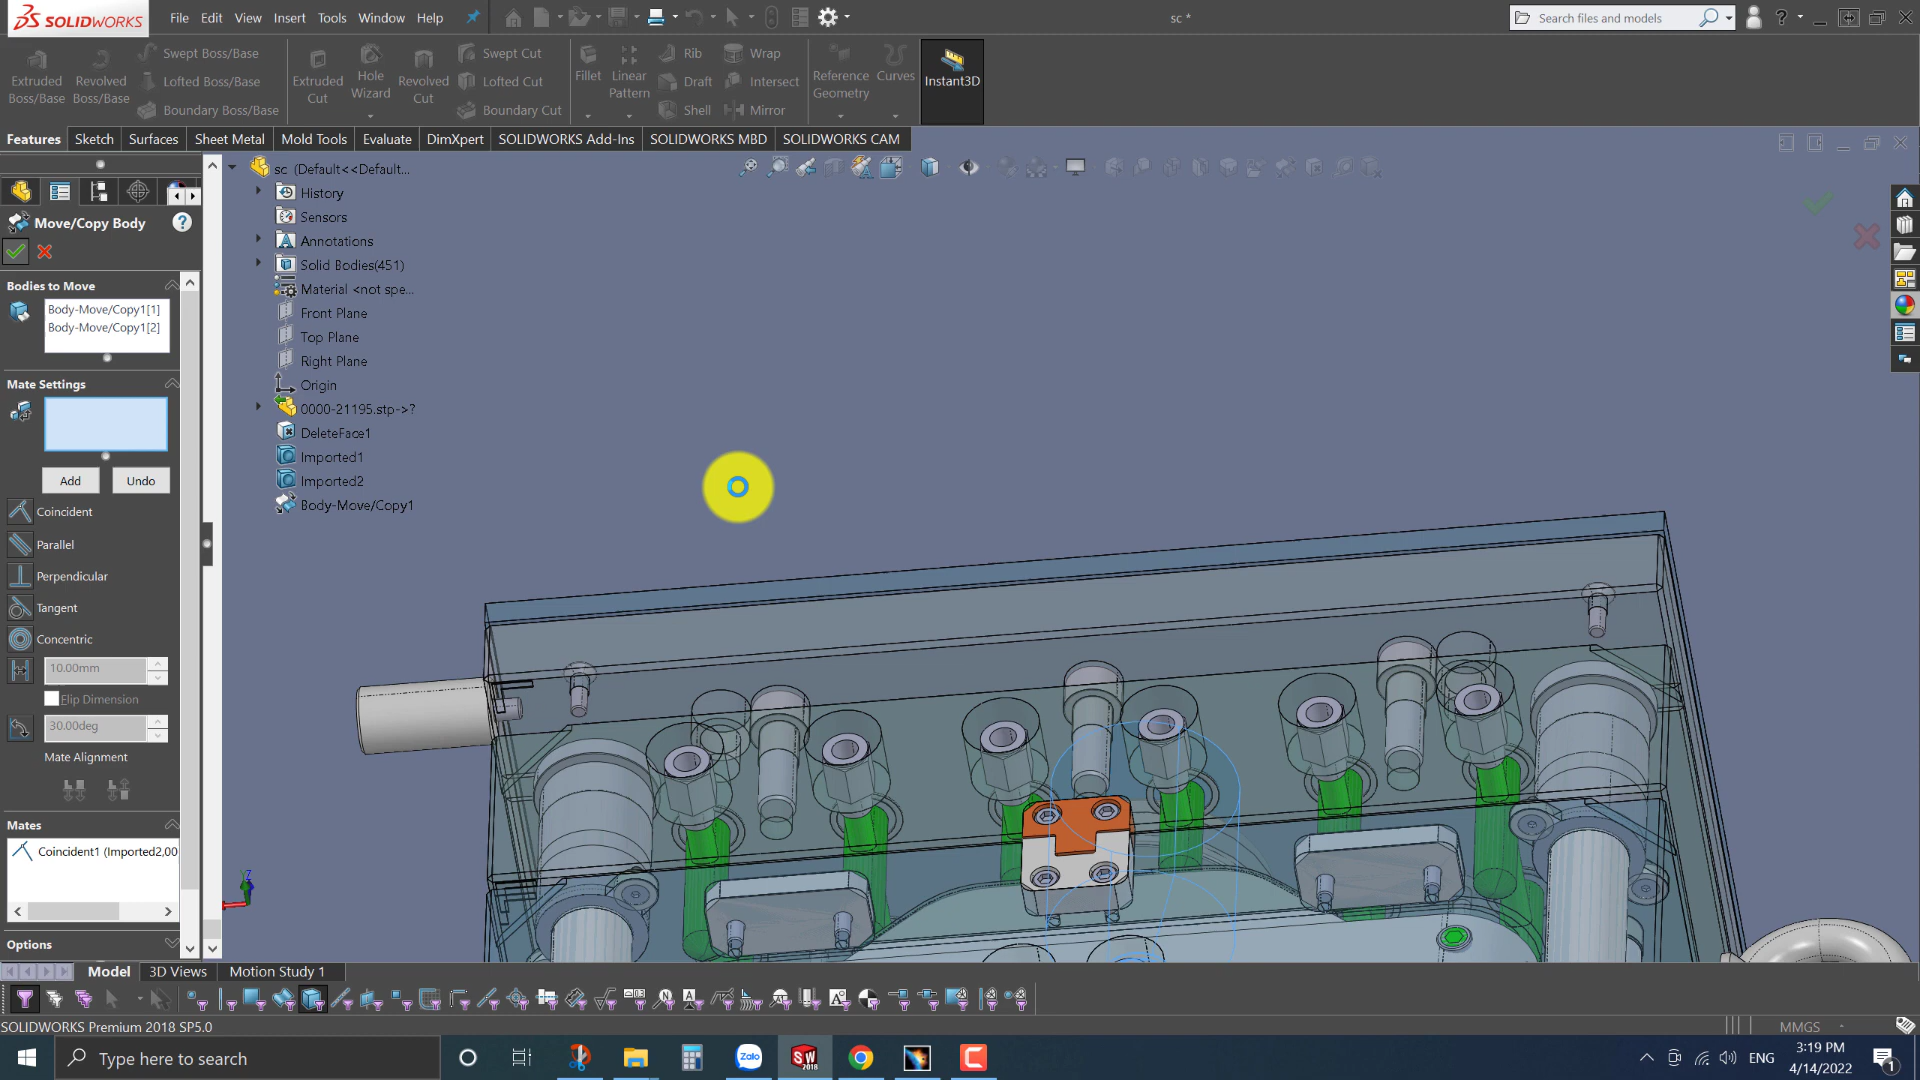 SOLIDWORKS
File Edit View Insert Tools Window Help
sc *
Search files and models
Extruded Boss/Base
Revolved Boss/Base
Swept Boss/Base
Lofted Boss/Base
Boundary Boss/Base
Extruded Cut
Hole Wizard
Revolved Cut
Swept Cut
Lofted Cut
Boundary Cut
Fillet
Linear Pattern
Rib
Draft
Shell
Wrap
Intersect
Mirror
Reference Geometry
Curves
Instant3D
Features Sketch Surfaces Sheet Metal Mold Tools Evaluate DimXpert SOLIDWORKS Add-Ins SOLIDWORKS MBD SOLIDWORKS CAM
Move/Copy Body
Bodies to Move
Body-Move/Copy1[1]
Body-Move/Copy1[2]
Mate Settings
Add Undo
Coincident
Parallel
Perpendicular
Tangent
Concentric
10.00mm
Flip Dimension
30.00deg
Mate Alignment
Mates
Coincident1 (Imported2,00
Options
sc (Default<<Default...
History
Sensors
Annotations
Solid Bodies(451)
Material <not spe...
Front Plane
Top Plane
Right Plane
Origin
0000-21195.stp->?
DeleteFace1
Imported1
Imported2
Body-Move/Copy1
Z
Model 3D Views Motion Study 1
SOLIDWORKS Premium 2018 SP5.0
MMGS
Type here to search
Zalo
SW
2018
ENG
3:19 PM
4/14/2022
1